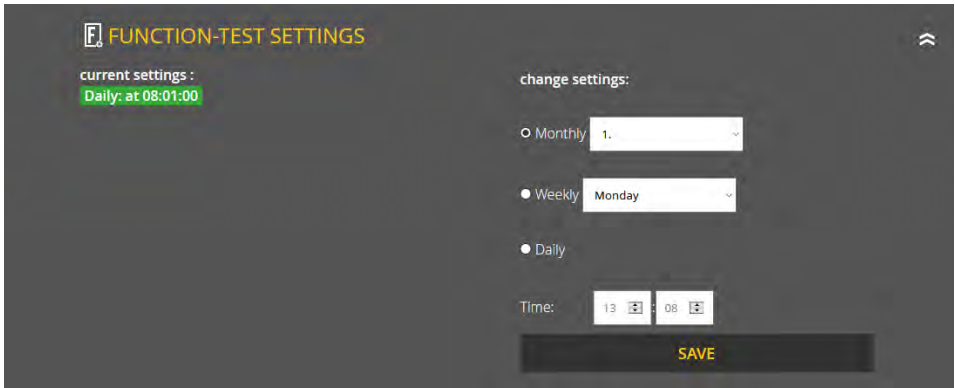 FUNCTION-TEST SETTINGS
current settings :
Daily: at 08:01:00
change settings:
Monthly 1.
Weekly Monday
Daily
Time: 13 : 08
SAVE